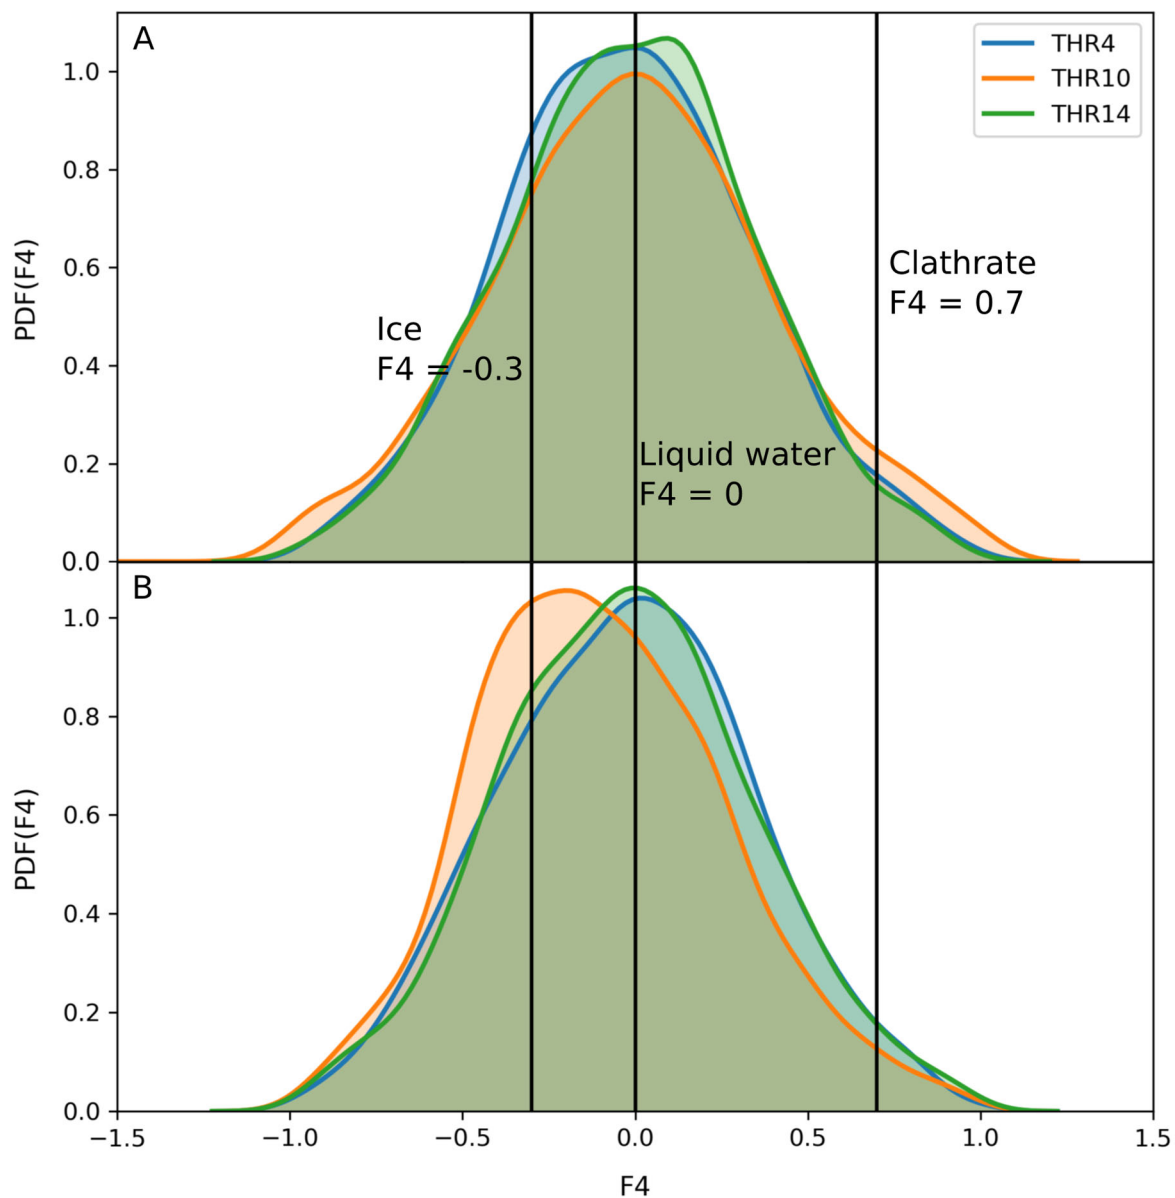 A
THR4
THR10
THR14
1.0
0.8
0.6
0.4
0.2
0.0
PDF(F4)
Clathrate
F4 = 0.7
Ice
F4 = -0.3
Liquid water
F4 = 0
B
1.0
0.8
0.6
0.4
0.2
0.0
PDF(F4)
−1.5 −1.0 −0.5 0.0 0.5 1.0 1.5
F4